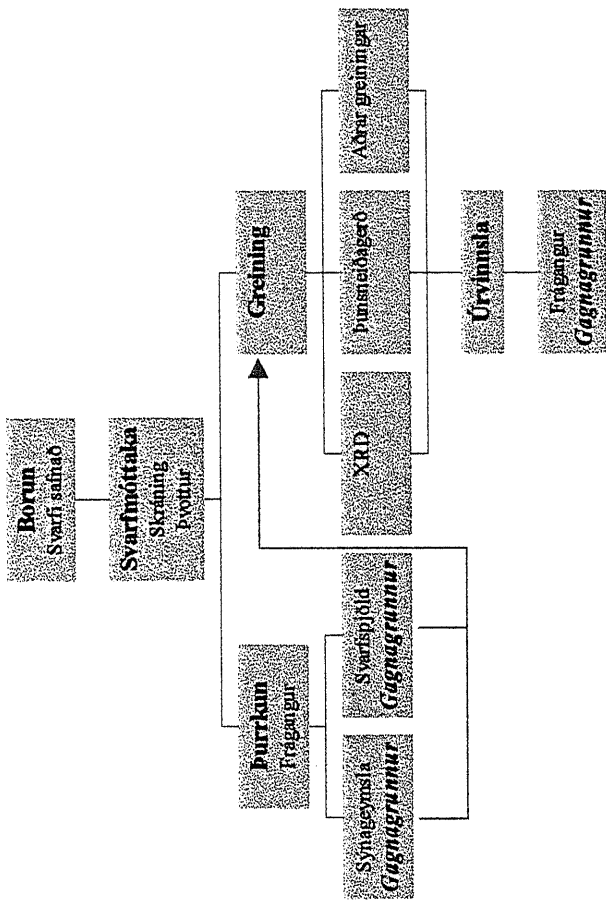 Borun
Svarfi safnað
Svarfmóttaka
Skráning
Þvottur
Þurrkun
Frágangur
Greining
Sýnageymsla
Gagnagrunnur
Svarfspjöld
Gagnagrunnur
XRD
Þunsneiðagerð
Aðrar greiningar
Úrvinnsla
Frágangur
Gagnagrunnur